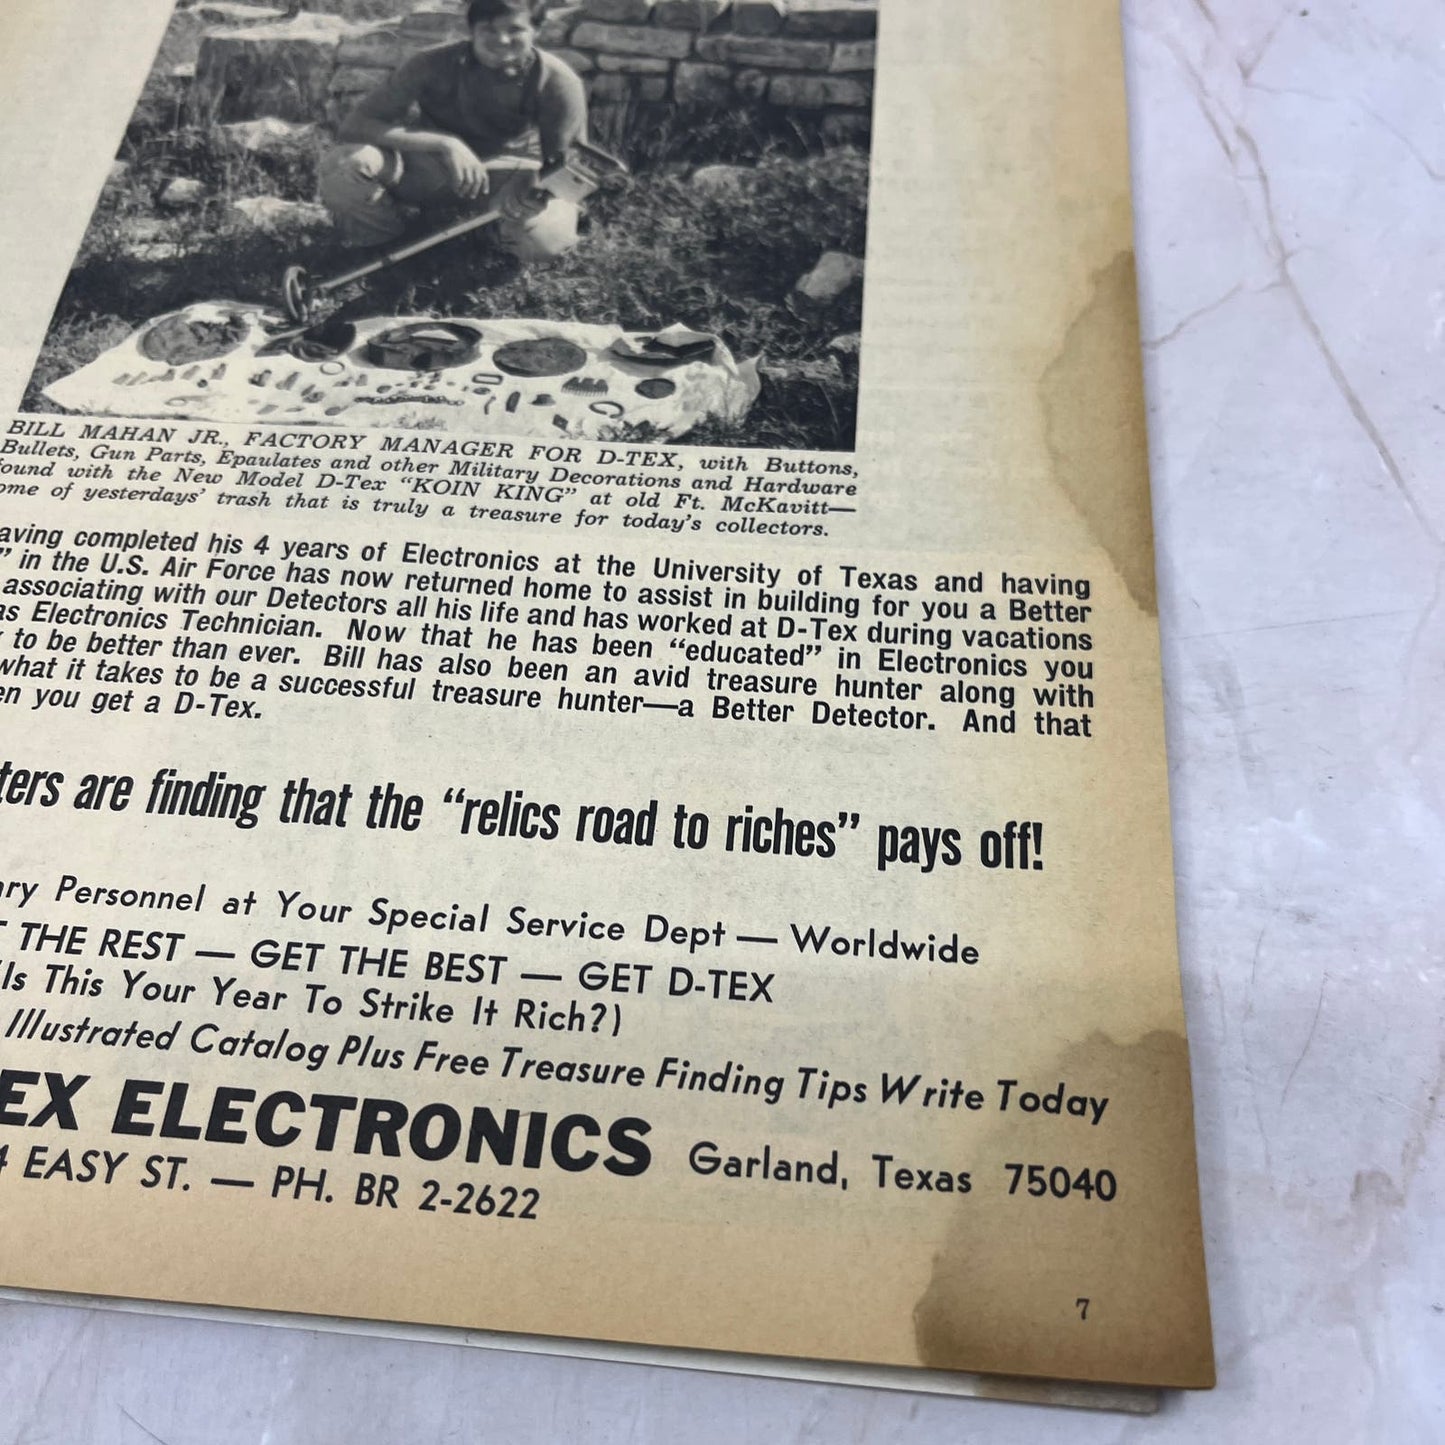 BILL MAHAN JR., FACTORY MANAGER FOR D-TEX, with Buttons,
Bullets, Gun Parts, Epaulates and other Military Decorations and Hardware
found with the New Model D-Tex “KOIN KING” at old Ft. McKavitt—
ome of yesterdays’ trash that is truly a treasure for today’s collectors.
aving completed his 4 years of Electronics at the University of Texas and having
” in the U.S. Air Force has now returned home to assist in building for you a Better
associating with our Detectors all his life and has worked at D-Tex during vacations
as Electronics Technician. Now that he has been “educated” in Electronics you
to be better than ever. Bill has also been an avid treasure hunter along with
what it takes to be a successful treasure hunter—a Better Detector. And that
en you get a D-Tex.
ters are finding that the “relics road to riches” pays off!
ary Personnel at Your Special Service Dept — Worldwide
T THE REST — GET THE BEST — GET D-TEX
(Is This Your Year To Strike It Rich?)
Illustrated Catalog Plus Free Treasure Finding Tips Write Today
EX ELECTRONICS Garland, Texas 75040
4 EASY ST. — PH. BR 2-2622
7